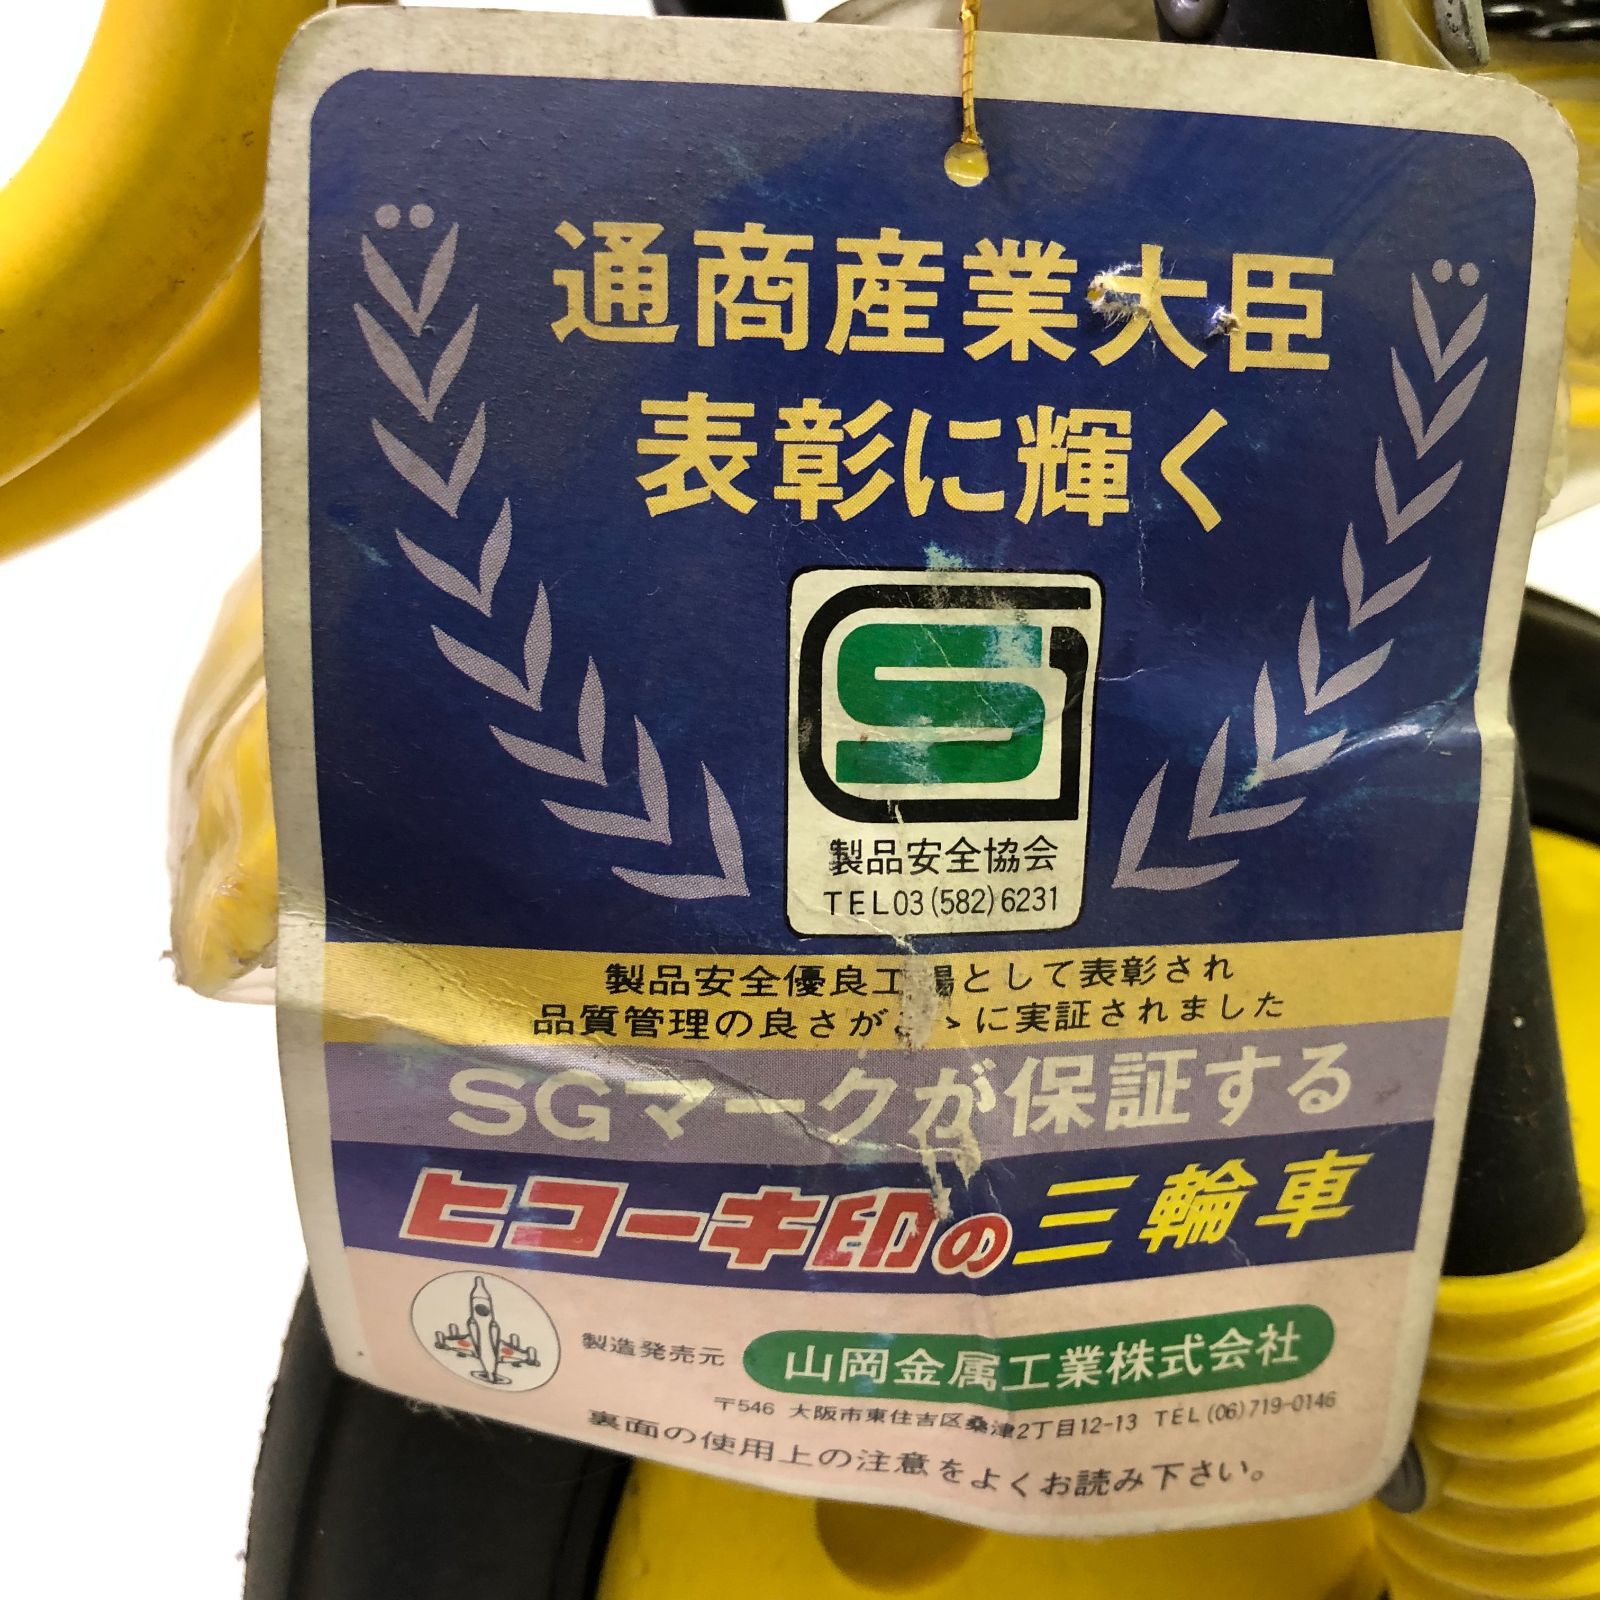 通商産業大臣
表彰に輝く
SG
製品安全協会
TEL03(582)6231
製品安全優良工場として表彰され
品質管理の良さがこゝに実証されました
SGマークが保証する
ヒコーキ印の三輪車
製造発売元 山岡金属工業株式会社
〒546 大阪市東住吉区桑津2丁目12-13 TEL(06)719-0146
裏面の使用上の注意をよくお読み下さい。